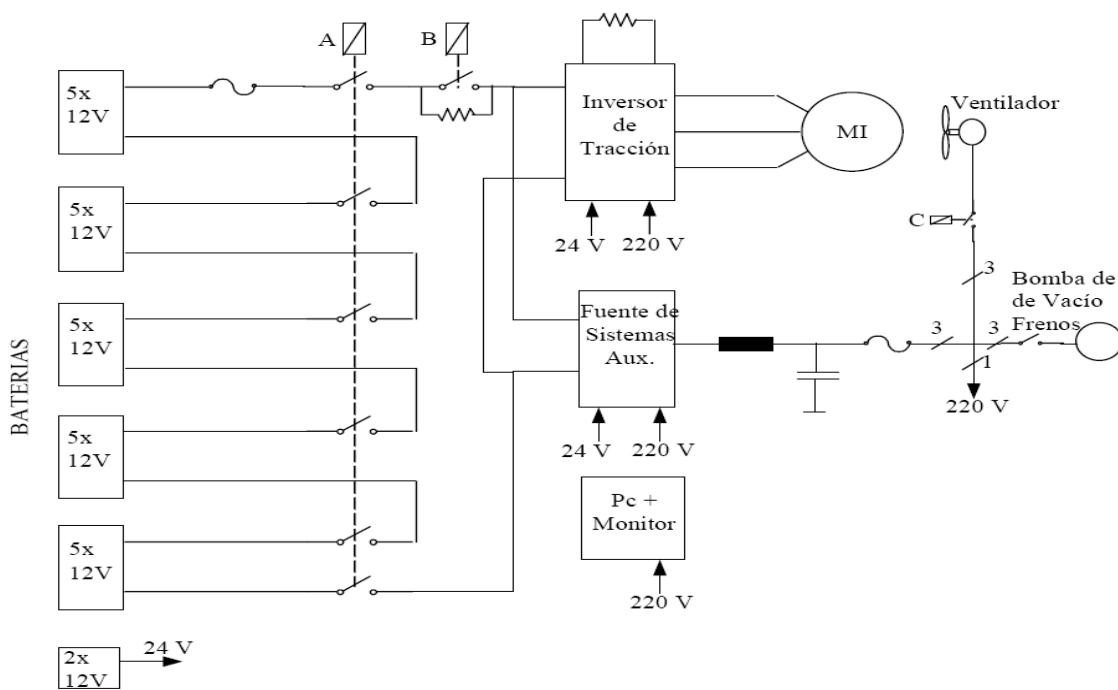 A
B
5x
12V
Inversor
de
Tracción
MI
Ventilador
5x
12V
C
24 V
220 V
3
Bomba de
de Vacío
Frenos
5x
12V
Fuente de
Sistemas
Aux.
3
3
1
220 V
BATERIAS
5x
12V
24 V
220 V
Pc +
Monitor
5x
12V
220 V
2x
12V
24 V